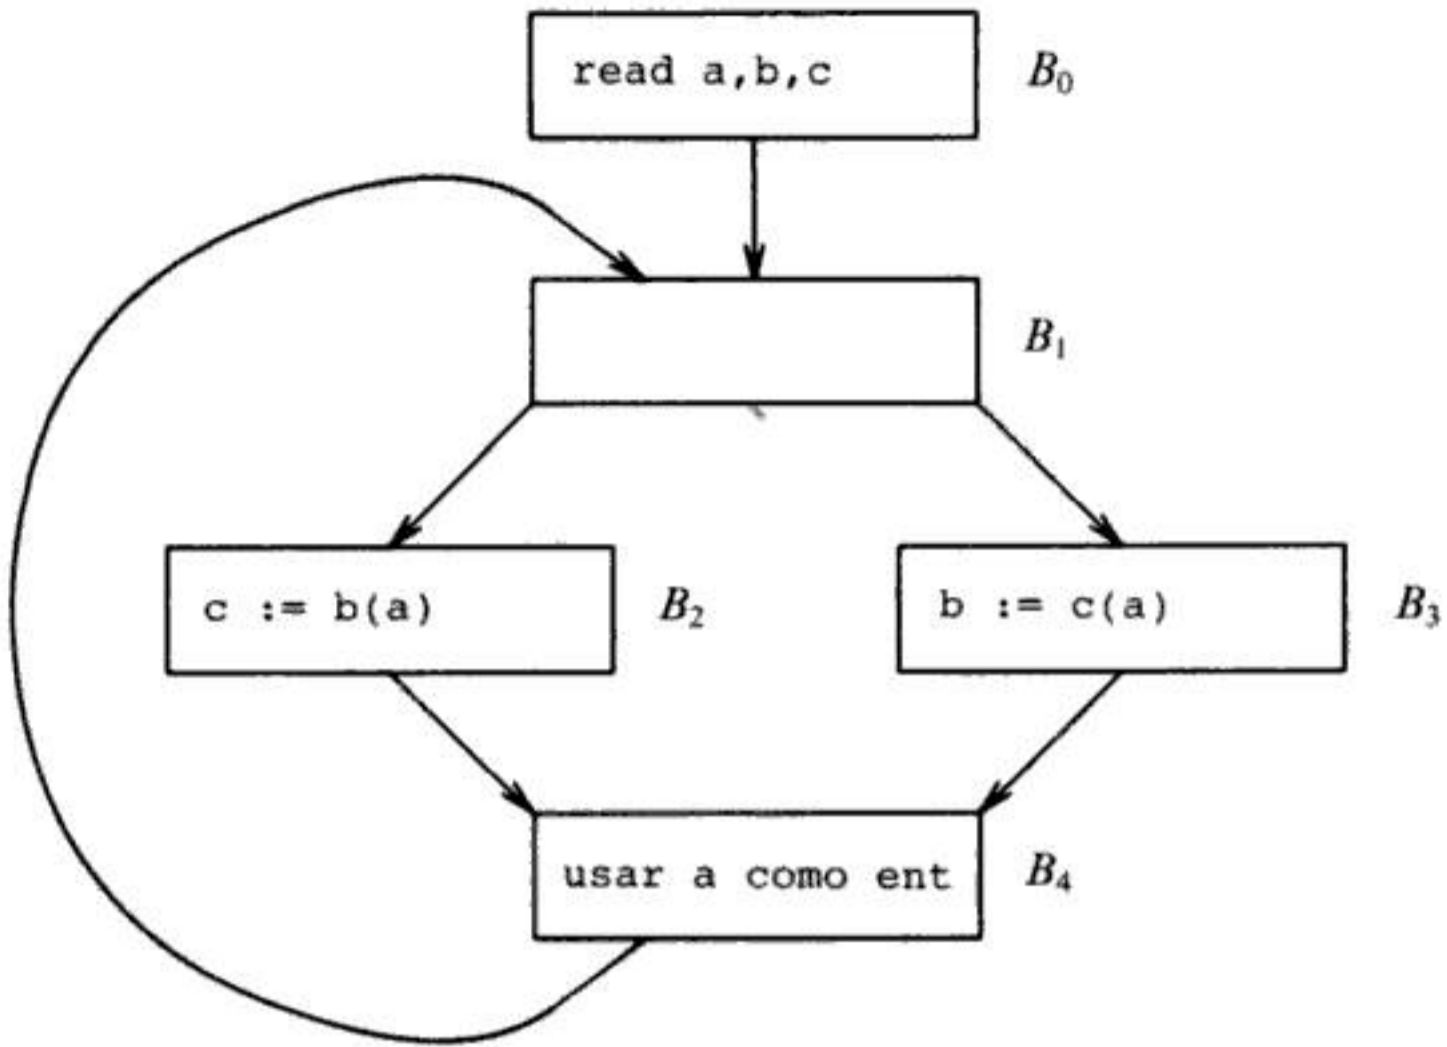 read a,b,c
B0
B1
c := b(a)
B2
b := c(a)
B3
usar a como ent
B4